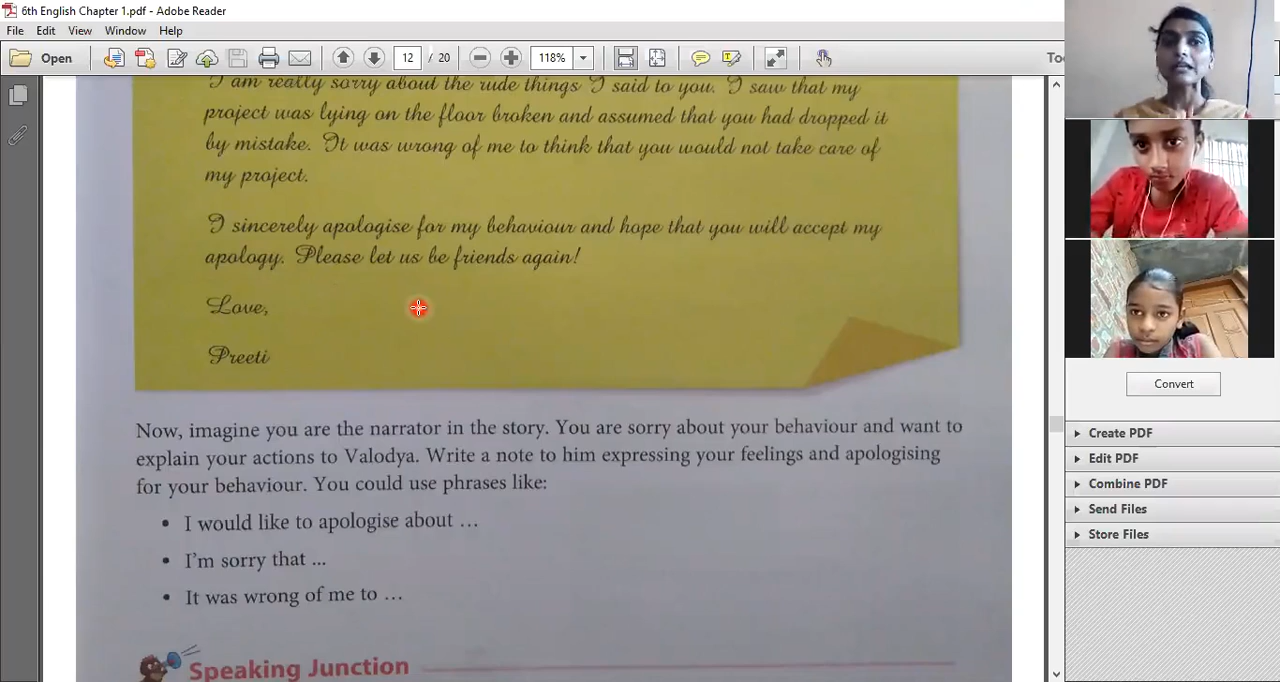 6th English Chapter 1.pdf - Adobe Reader
File Edit View Window Help
Open 12 / 20 118% To
I am really sorry about the rude things I said to you. I saw that my
project was lying on the floor broken and assumed that you had dropped it
by mistake. It was wrong of me to think that you would not take care of
my project.
I sincerely apologise for my behaviour and hope that you will accept my
apology. Please let us be friends again!
Love,
Preeti
Now, imagine you are the narrator in the story. You are sorry about your behaviour and want to
explain your actions to Valodya. Write a note to him expressing your feelings and apologising
for your behaviour. You could use phrases like:
• I would like to apologise about ...
• I'm sorry that ...
• It was wrong of me to ...
Speaking Junction
Convert
Create PDF
Edit PDF
Combine PDF
Send Files
Store Files